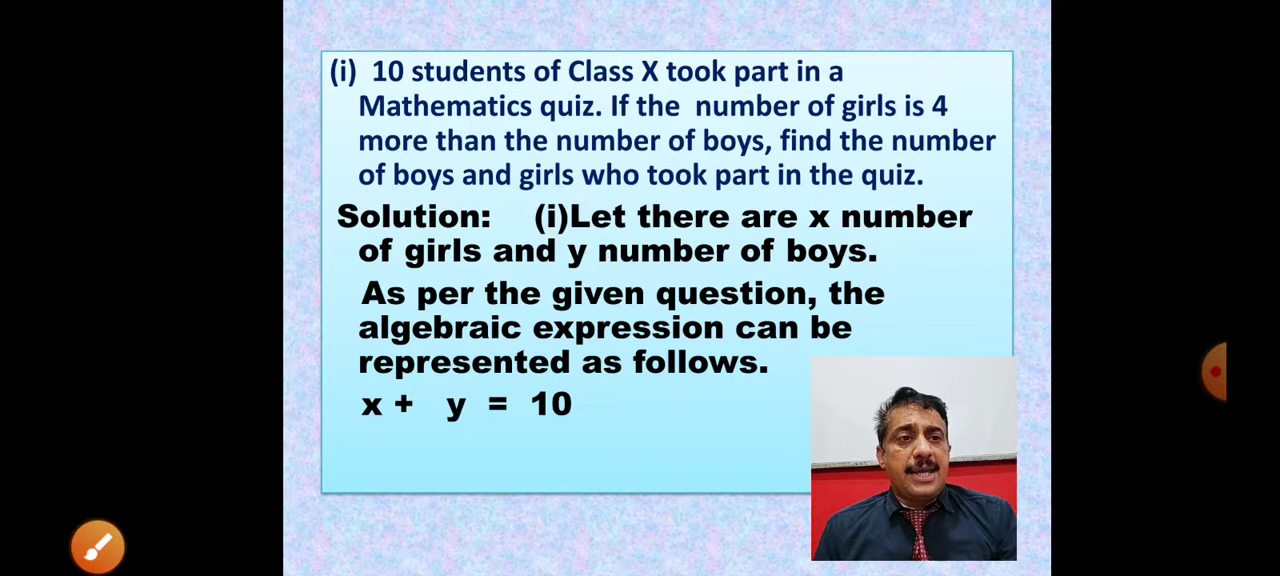 (i) 10 students of Class X took part in a
Mathematics quiz. If the number of girls is 4
more than the number of boys, find the number
of boys and girls who took part in the quiz.
Solution: (i)Let there are x number
of girls and y number of boys.
As per the given question, the
algebraic expression can be
represented as follows.
x + y = 10